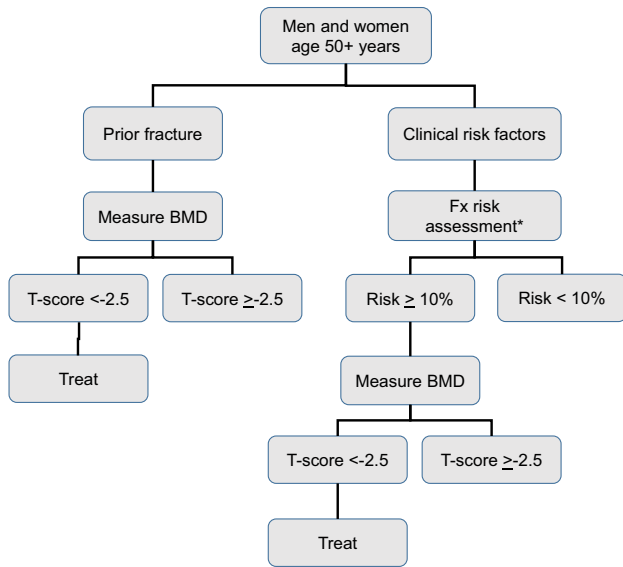 Men and women
age 50+ years
Prior fracture
Clinical risk factors
Measure BMD
Fx risk
assessment*
T-score <-2.5
T-score ≥-2.5
Risk ≥ 10%
Risk < 10%
Treat
Measure BMD
T-score <-2.5
T-score ≥-2.5
Treat